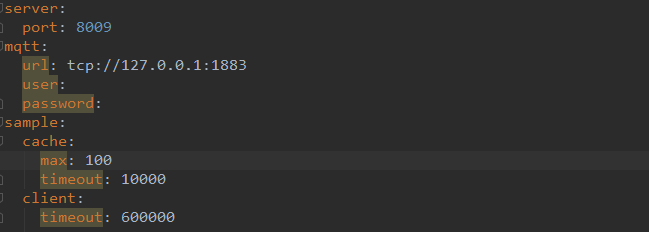 server:
  port: 8009
mqtt:
  url: tcp://127.0.0.1:1883
  user:
  password:
sample:
  cache:
    max: 100
    timeout: 10000
  client:
    timeout: 600000